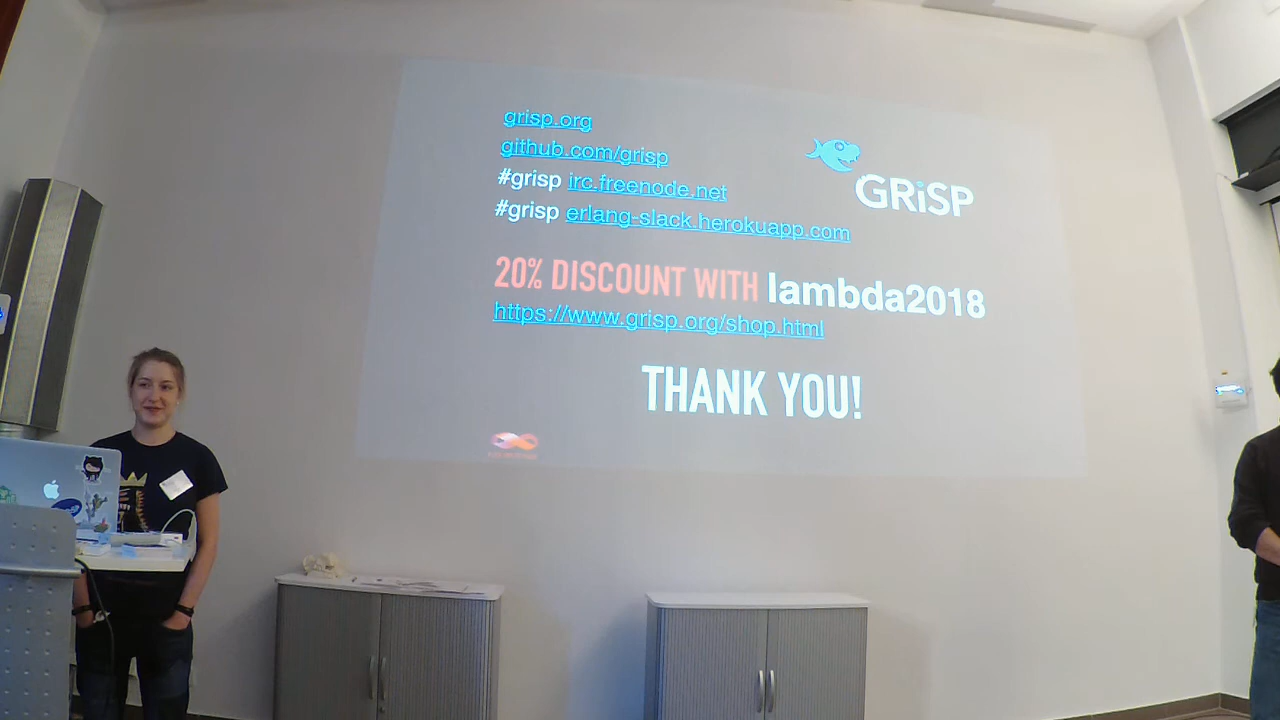 grisp.org
github.com/grisp
#grisp irc.freenode.net
#grisp erlang-slack.herokuapp.com
GRiSP
20% DISCOUNT WITH lambda2018
https://www.grisp.org/shop.html
THANK YOU!